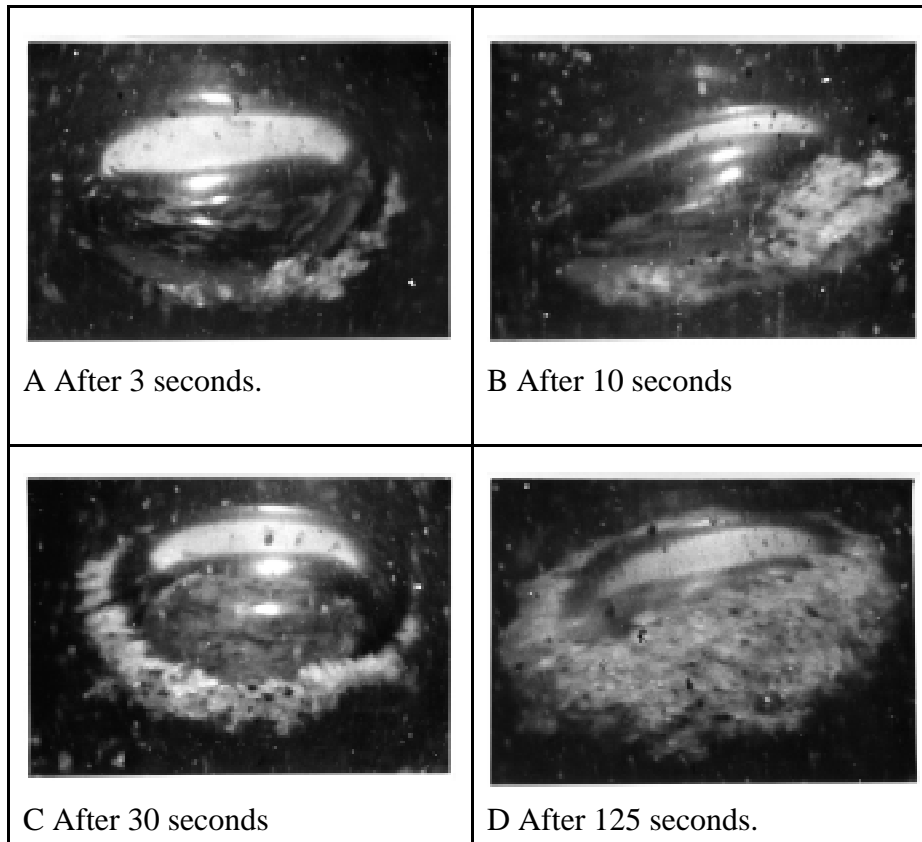 A After 3 seconds.
B After 10 seconds
C After 30 seconds
D After 125 seconds.